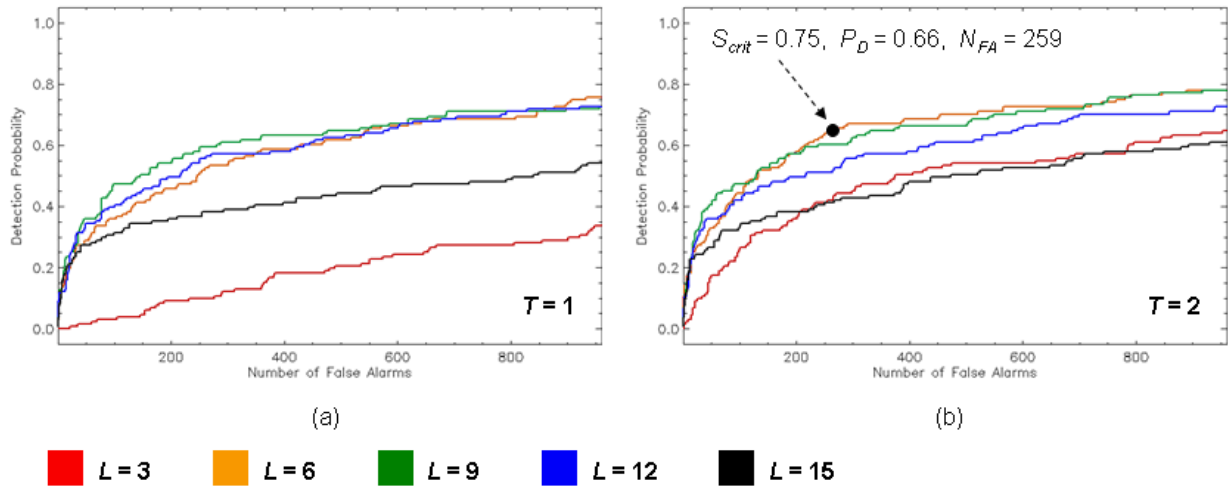 1.0
0.8
0.6
0.4
0.2
0.0
Detection Probability
200
400
600
800
Number of False Alarms
T = 1
(a)
1.0
0.8
0.6
0.4
0.2
0.0
Detection Probability
S_crit = 0.75, P_D = 0.66, N_FA = 259
200
400
600
800
Number of False Alarms
T = 2
(b)
L = 3
L = 6
L = 9
L = 12
L = 15